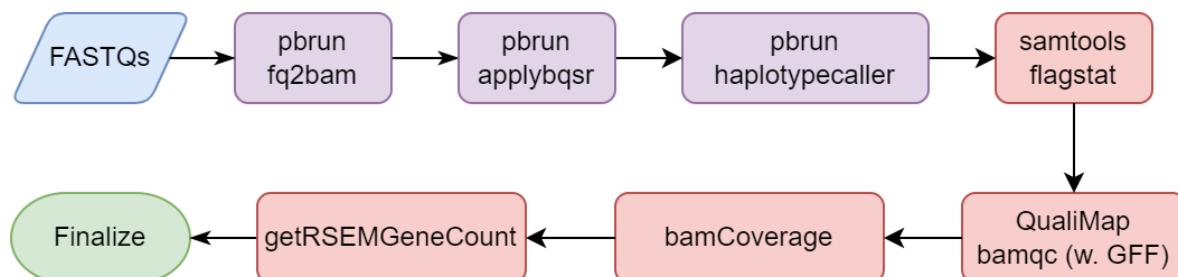 FASTQs
pbrun
fq2bam
pbrun
applybqsr
pbrun
haplotypecaller
samtools
flagstat
QualiMap
bamqc (w. GFF)
bamCoverage
getRSEMGeneCount
Finalize